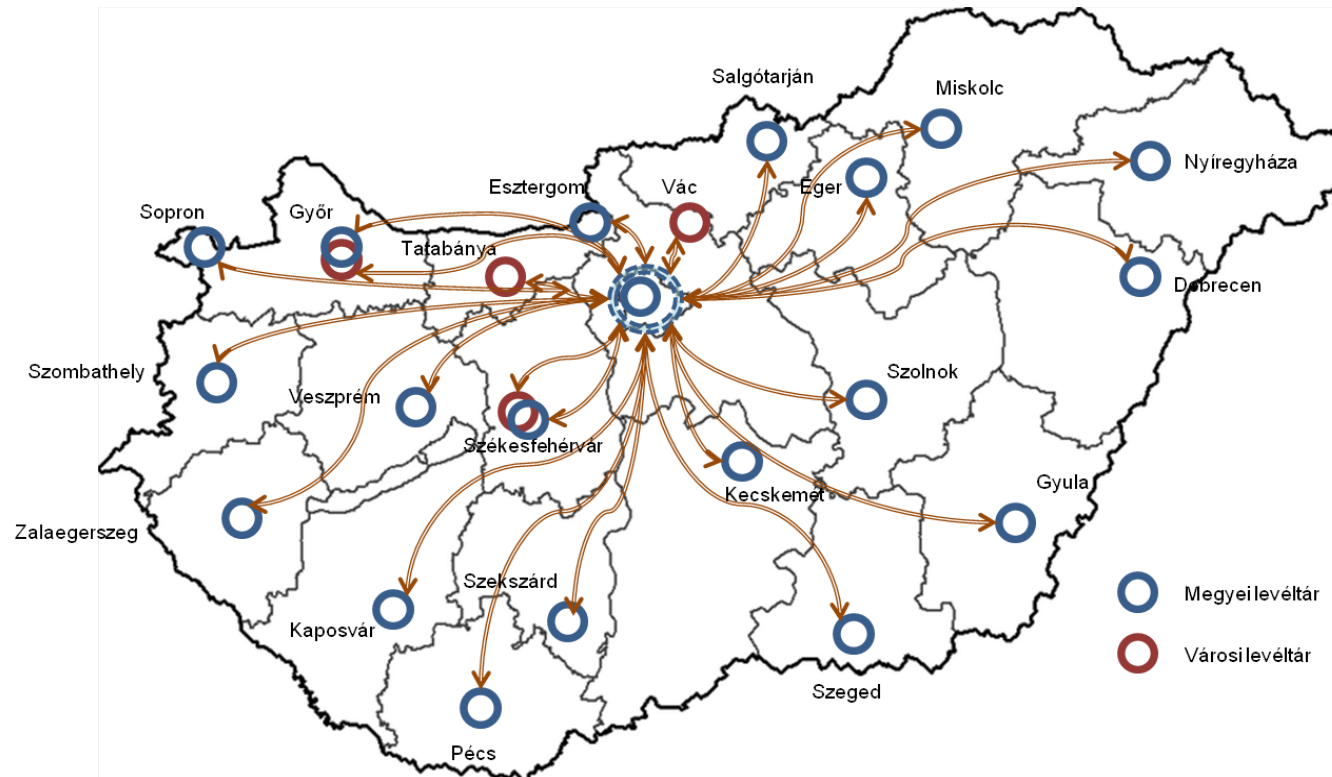 Salgótarján
Miskolc
Nyíregyháza
Esztergom
Vác
Eger
Sopron
Győr
Tatabánya
Debrecen
Szombathely
Veszprém
Szolnok
Székesfehérvár
Kecskemét
Gyula
Zalaegerszeg
Szekszárd
Kaposvár
Szeged
Pécs
Megyei levéltár
Városi levéltár